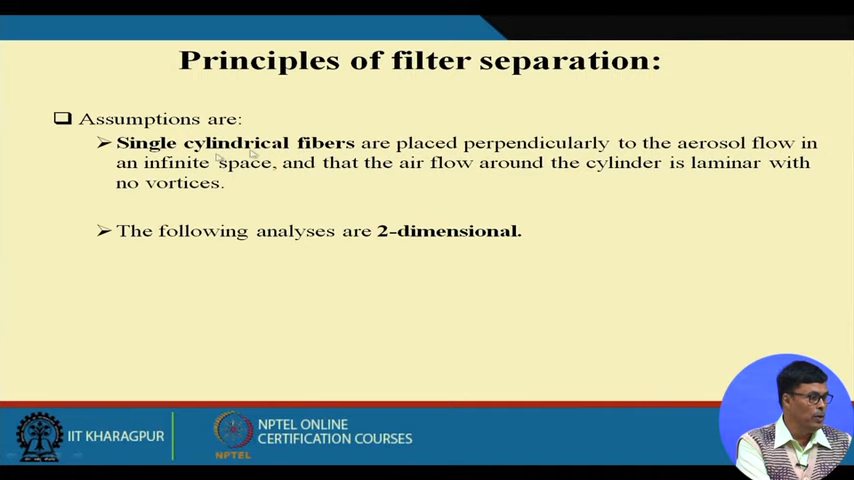 Principles of filter separation:
Assumptions are:
Single cylindrical fibers are placed perpendicularly to the aerosol flow in
an infinite space, and that the air flow around the cylinder is laminar with
no vortices.
The following analyses are 2-dimensional.
IIT KHARAGPUR
NPTEL
NPTEL ONLINE
CERTIFICATION COURSES